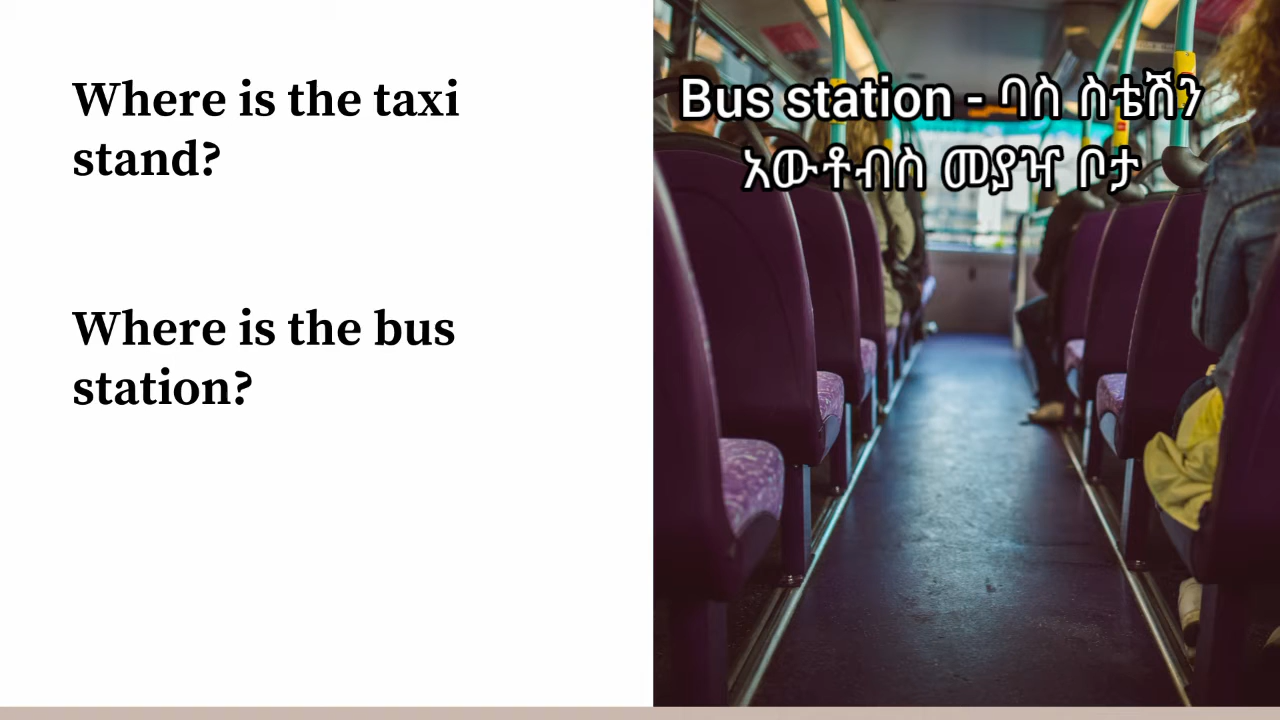 Where is the taxi
stand?
Where is the bus
station?
Bus station - ባስ ስቴሽን
አውቶብስ መያዣ ቦታ